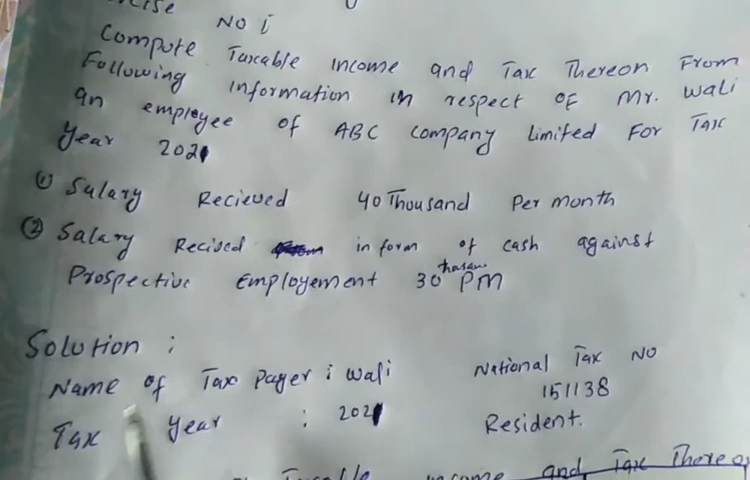 No i
Compute Taxable Income and Tax Thereon From
Following Information in respect of Mr. Wali
an employee of ABC Company Limited For Tax
Year 2021
(1) Salary Recieved 40 Thousand Per month
(2) Salary Recived in form of cash against
Prospective Employement 30 PM
Solution :
Name of Tax Payer : Wali National Tax No
151138
Tax Year : 2021 Resident.
income and Tax